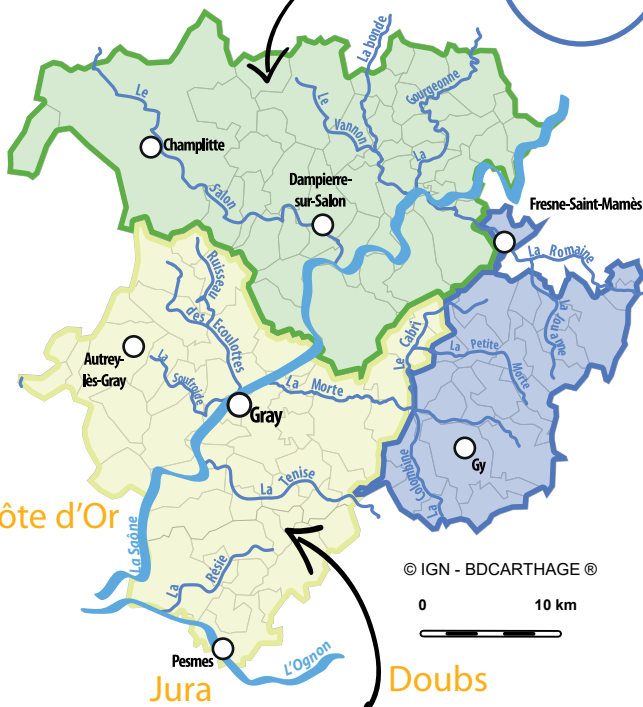 La bonde
Gourgeonne
La
Le
Le
Vannon
Champlitte
Salon
Dampierre-
sur-Salon
Fresne-Saint-Mamès
La Romaine
La Jouanne
Ruisseau
des
Ecoulottes
Autrey-
lès-Gray
La
Soufroide
Le Cabri
La Petite
Morte
La Morte
Gray
Gy
La Colombine
La Tenise
ôte d'Or
La Saône
La
Résie
© IGN - BDCARTHAGE ®
0 10 km
Pesmes
L'Ognon
Jura
Doubs